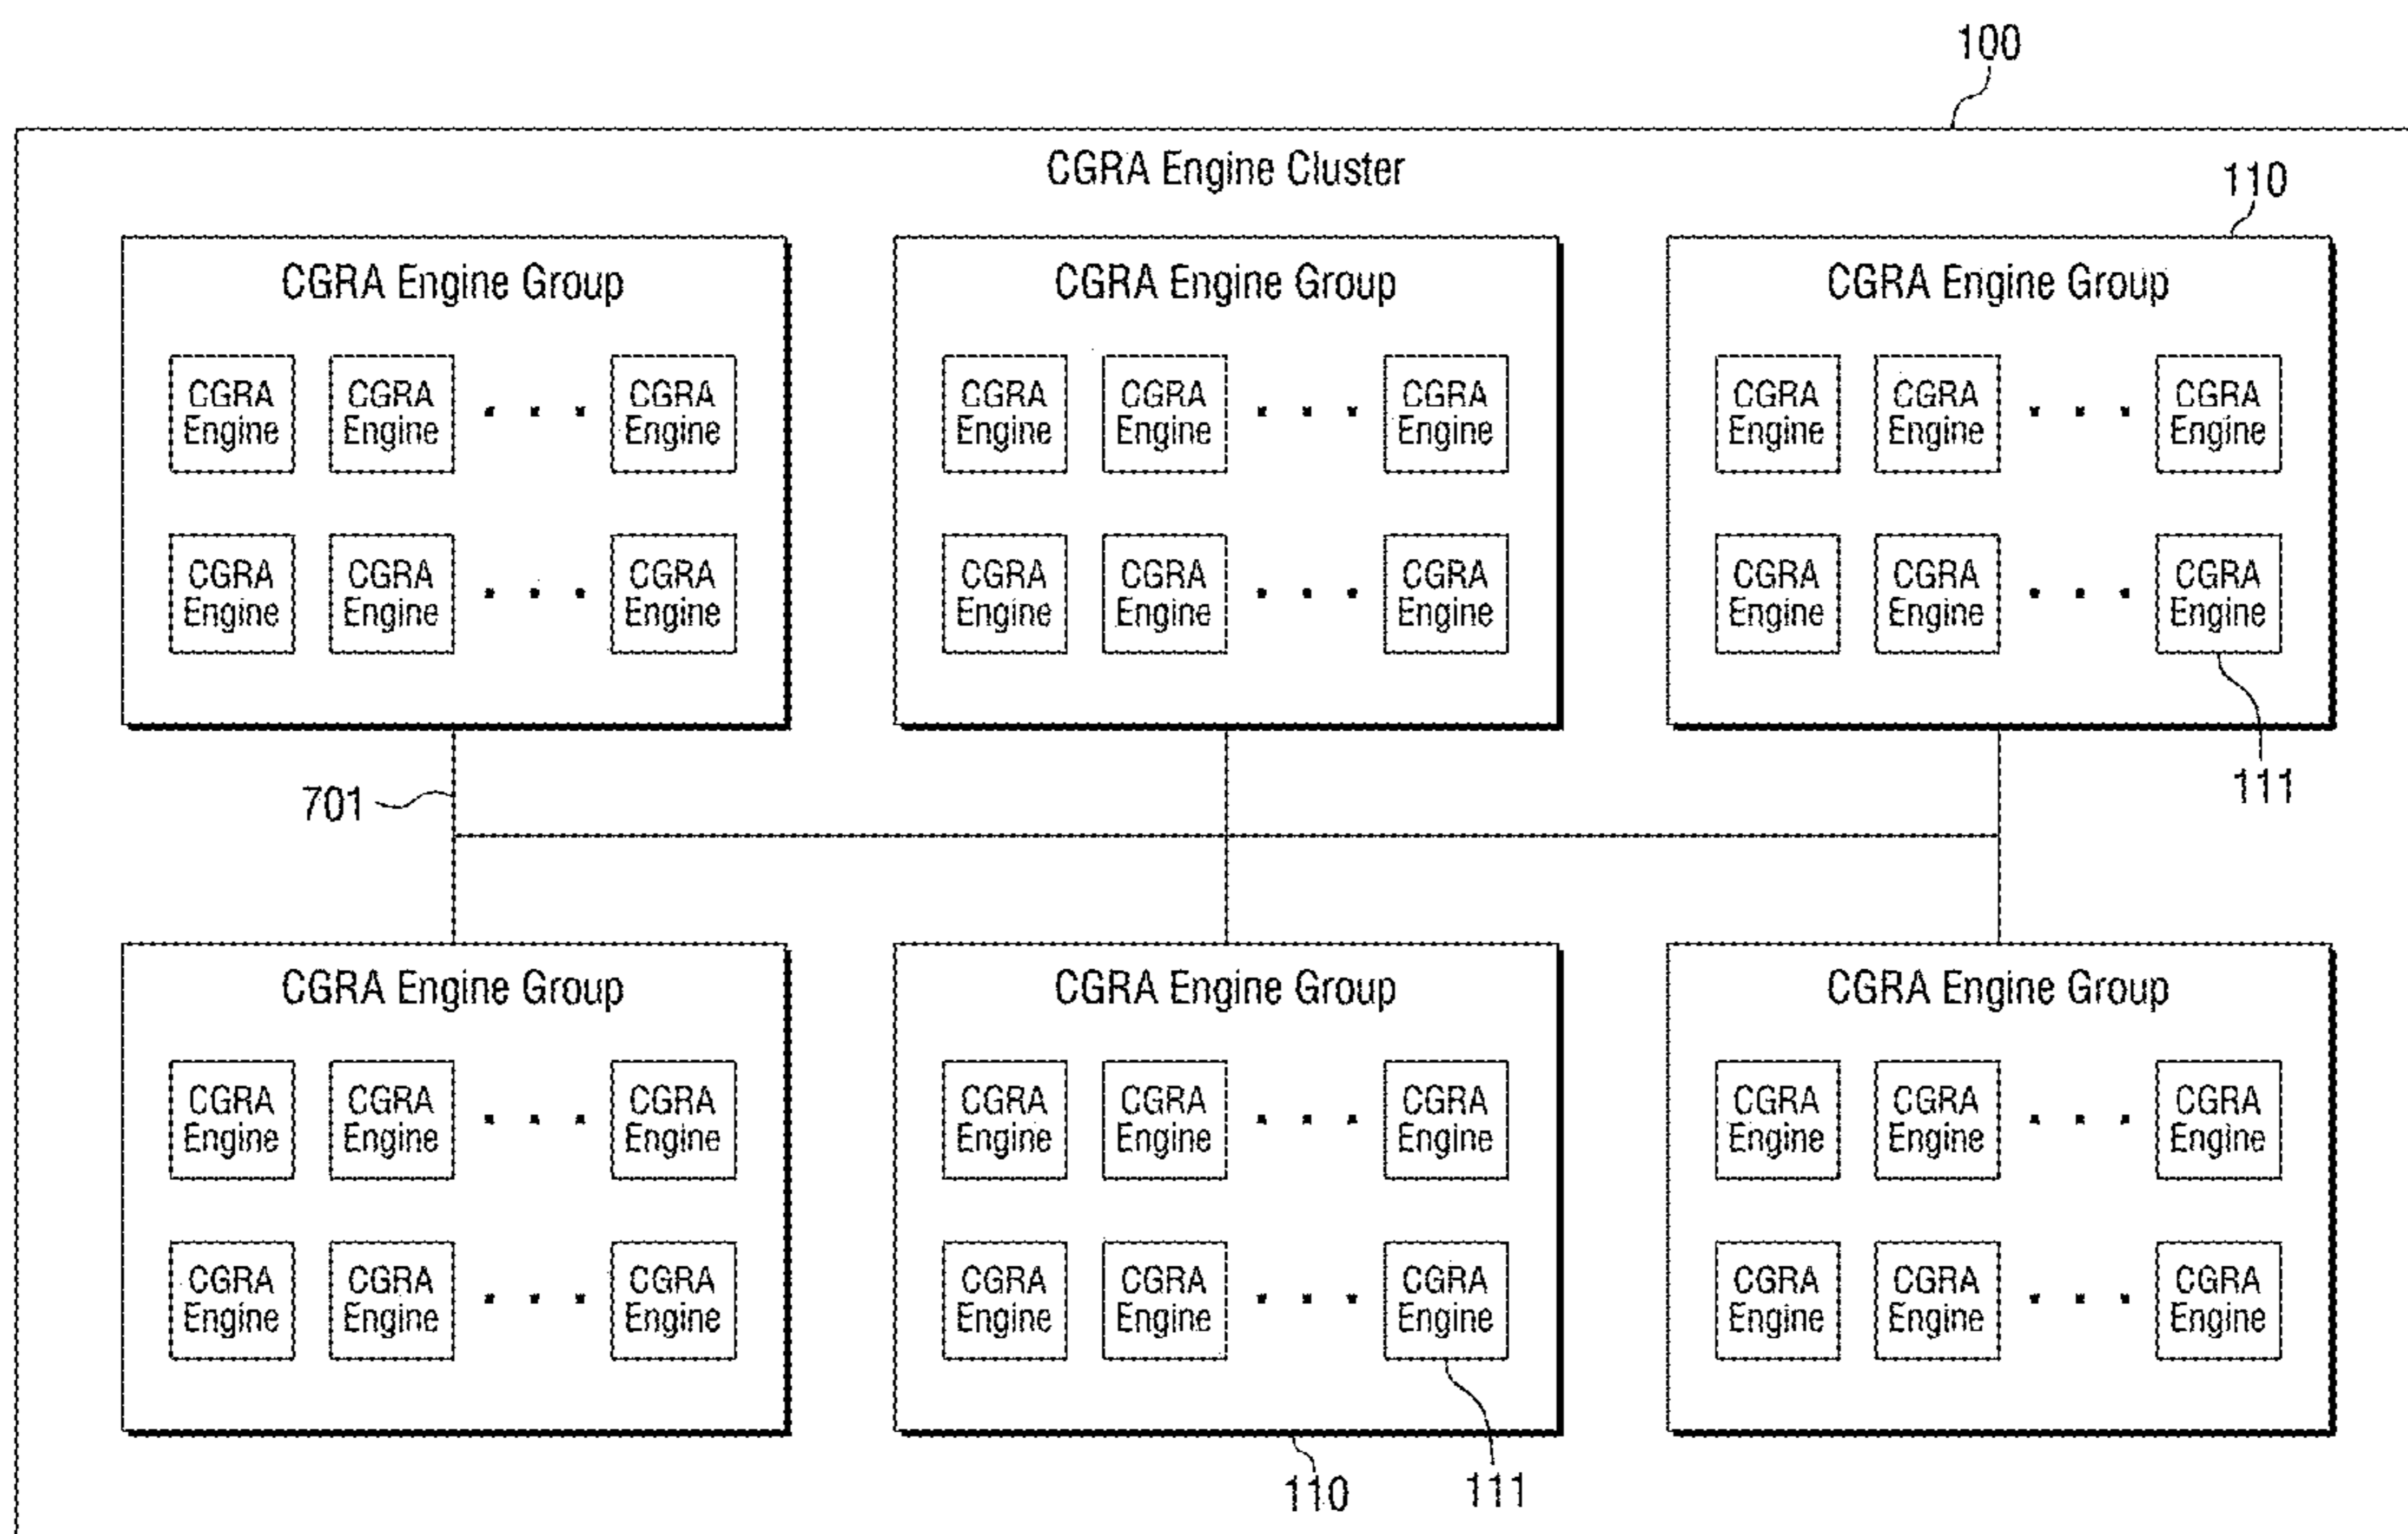 100
CGRA Engine Cluster
110
CGRA Engine Group CGRA Engine Group CGRA Engine Group
CGRA CGRA CGRA CGRA CGRA CGRA CGRA CGRA CGRA
Engine Engine . . . Engine Engine Engine . . . Engine Engine Engine . . . Engine
CGRA CGRA CGRA CGRA CGRA CGRA CGRA CGRA CGRA
Engine Engine . . . Engine Engine Engine . . . Engine Engine Engine . . . Engine
701
111
CGRA Engine Group CGRA Engine Group CGRA Engine Group
CGRA CGRA CGRA CGRA CGRA CGRA CGRA CGRA CGRA
Engine Engine . . . Engine Engine Engine . . . Engine Engine Engine . . . Engine
CGRA CGRA CGRA CGRA CGRA CGRA CGRA CGRA CGRA
Engine Engine . . . Engine Engine Engine . . . Engine Engine Engine . . . Engine
110 111